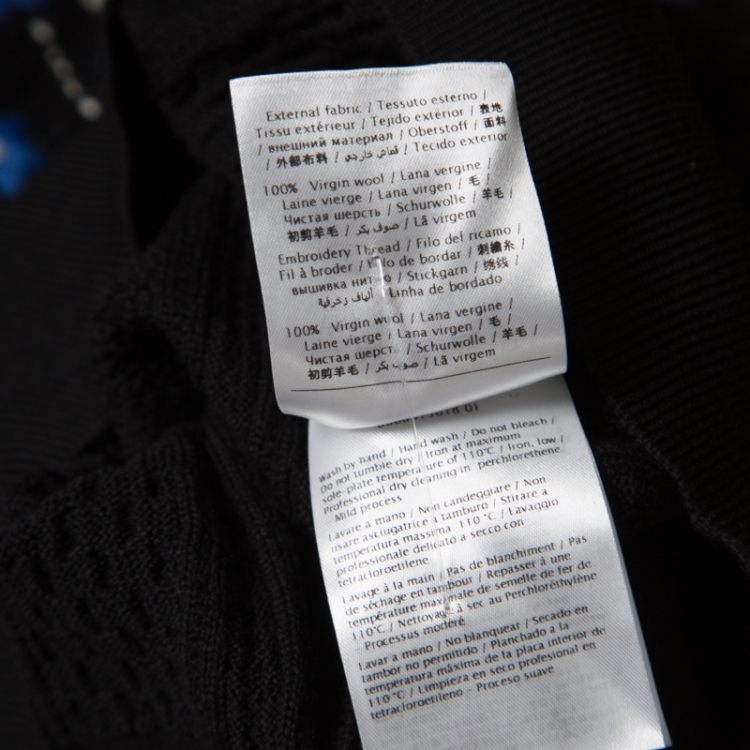 External fabric / Tessuto esterno /
Tissu extérieur / Tejido exterior / 表地
/ внешний материал / Oberstoff / 面料
/ 外部布料 / قماش خارجي / Tecido exterior
100% Virgin wool / Lana vergine /
Laine vierge / Lana virgen / 毛 /
Чистая шерсть / Schurwolle / 羊毛 /
初剪羊毛 / صوف بكر / Lã virgem
Embroidery Thread / Filo del ricamo /
Fil à broder / Hilo de bordar / 刺繍糸 /
вышивка нитью / Stickgarn / 绣线 /
ألياف زخرفية / Linha de bordado
100% Virgin wool / Lana vergine /
Laine vierge / Lana virgen / 毛 /
Чистая шерсть / Schurwolle / 羊毛 /
初剪羊毛 / صوف بكر / Lã virgem
Wash by hand / Hand wash / Do not bleach /
Do not tumble dry / Iron at maximum
sole-plate temperature of 110°C / Iron, low /
Professional dry cleaning in perchlorethene
Mild process
Lavare a mano / Non candeggiare / Non
usare asciugatrice a tamburo / Stirare a
temperatura massima 110 °C / Lavaggio
professionale delicato a secco con
tetracloroetilene
Lavage à la main / Pas de blanchiment / Pas
de séchage en tambour / Repasser à une
température maximale de semelle de fer de
110°C / Nettoyage à sec au Perchloréthylène
Processus modéré
Lavar a mano / No blanquear / Secado en
tambor no permitido / Planchado a la
temperatura máxima de la placa interior de
110°C / Limpieza en seco profesional en
tetracloroetileno - Proceso suave